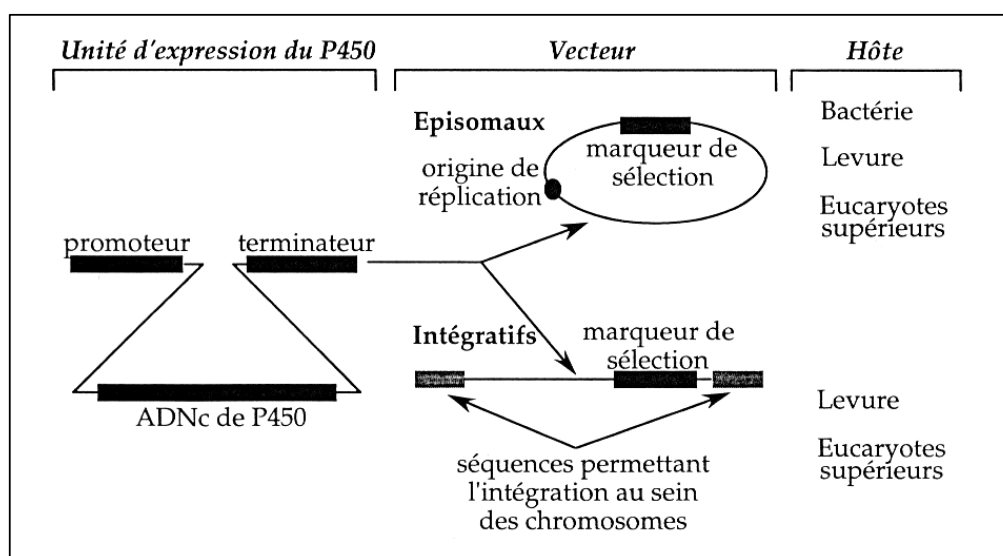 Unité d'expression du P450
Vecteur
Hôte
Episomaux
origine de
réplication
marqueur de
sélection
Bactérie
Levure
Eucaryotes
supérieurs
promoteur
terminateur
ADNc de P450
Intégratifs
marqueur de
sélection
séquences permettant
l'intégration au sein
des chromosomes
Levure
Eucaryotes
supérieurs